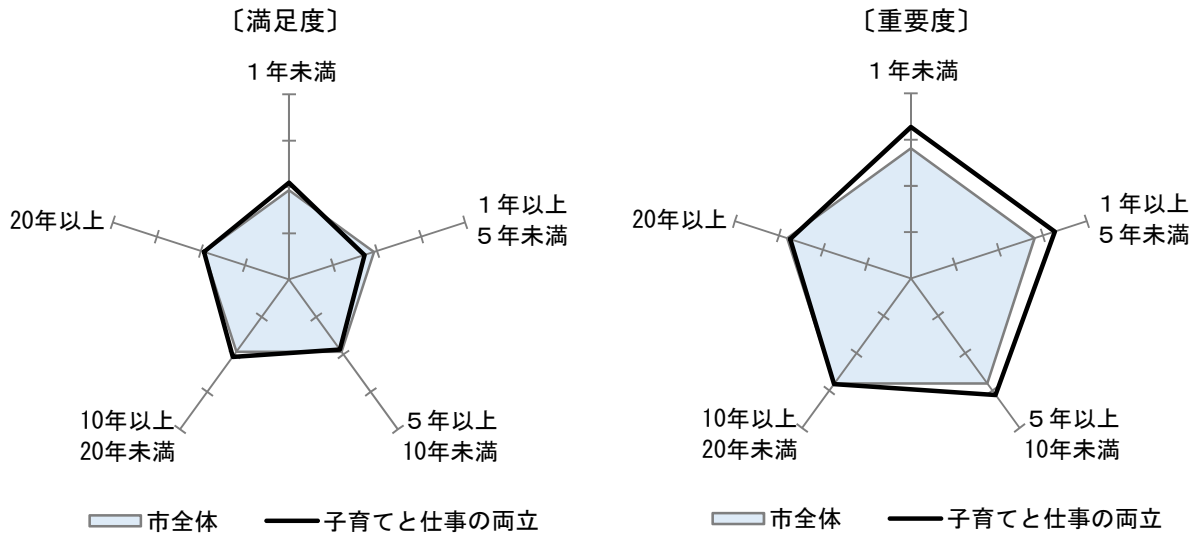 〔満足度〕
１年未満
１年以上
５年未満
５年以上
10年未満
10年以上
20年未満
20年以上
市全体
子育てと仕事の両立
〔重要度〕
１年未満
１年以上
５年未満
５年以上
10年未満
10年以上
20年未満
20年以上
市全体
子育てと仕事の両立